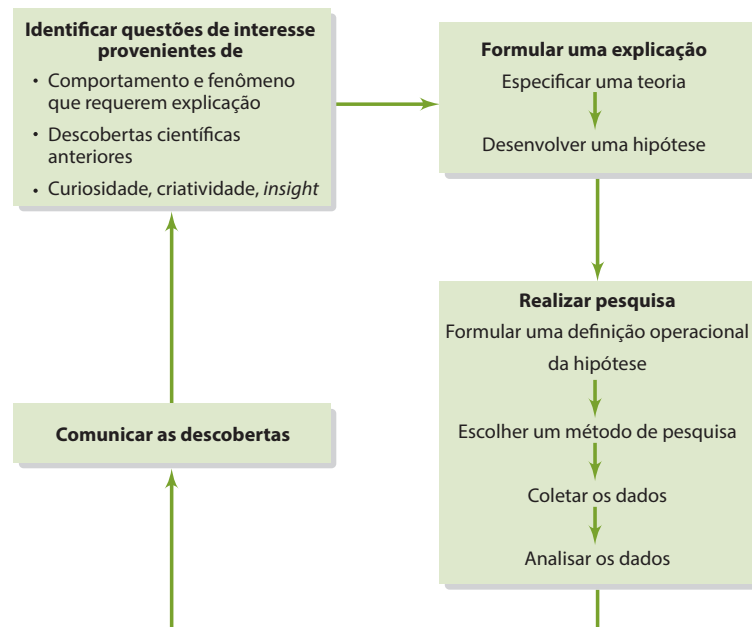 Identificar questões de interesse
provenientes de
• Comportamento e fenômeno
que requerem explicação
• Descobertas científicas
anteriores
• Curiosidade, criatividade, insight
Formular uma explicação
Especificar uma teoria
Desenvolver uma hipótese
Realizar pesquisa
Formular uma definição operacional
da hipótese
Escolher um método de pesquisa
Coletar os dados
Analisar os dados
Comunicar as descobertas